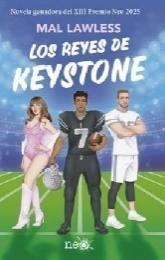 Novela ganadora del XIII Premio Neo 2025
MAL LAWLESS
LOS REYES DE
KEYSTONE
7
neo